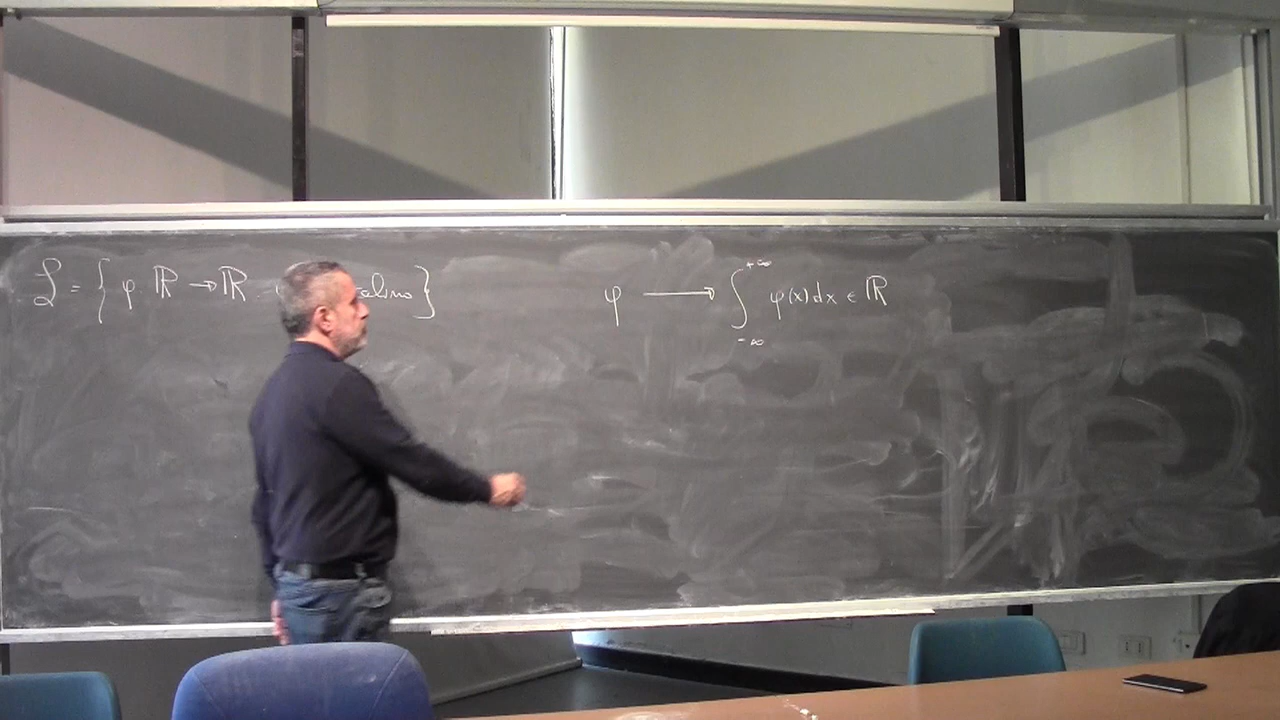 ℒ = { φ ℝ → ℝ } φ ⟶ ∫_{-∞}^{+∞} φ(x) dx ∈ ℝ